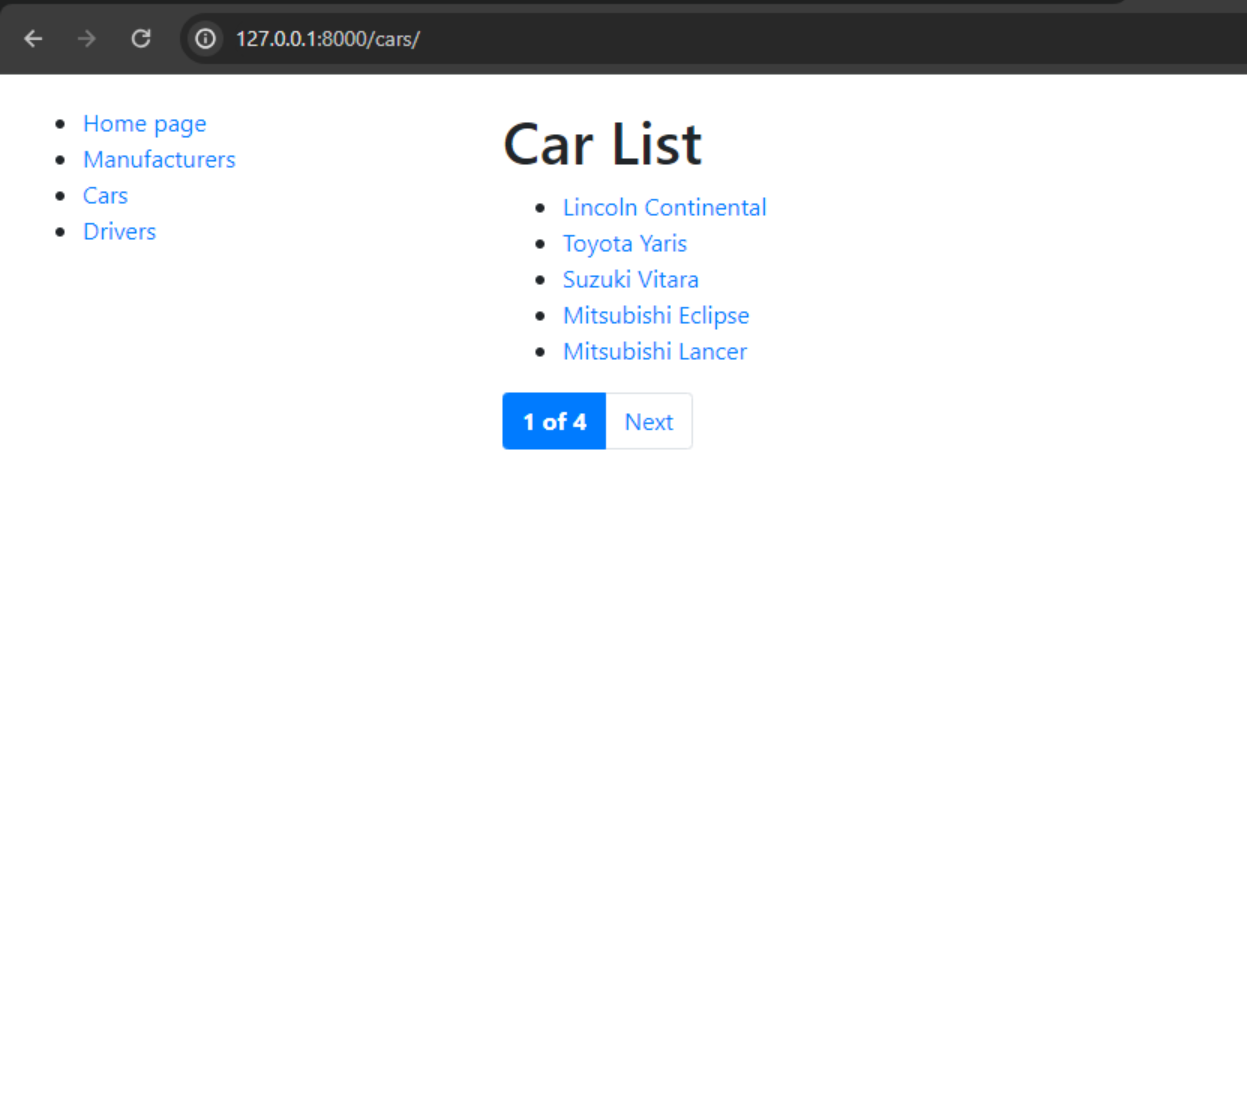 127.0.0.1:8000/cars/
Home page
Manufacturers
Cars
Drivers
Car List
Lincoln Continental
Toyota Yaris
Suzuki Vitara
Mitsubishi Eclipse
Mitsubishi Lancer
1 of 4 Next